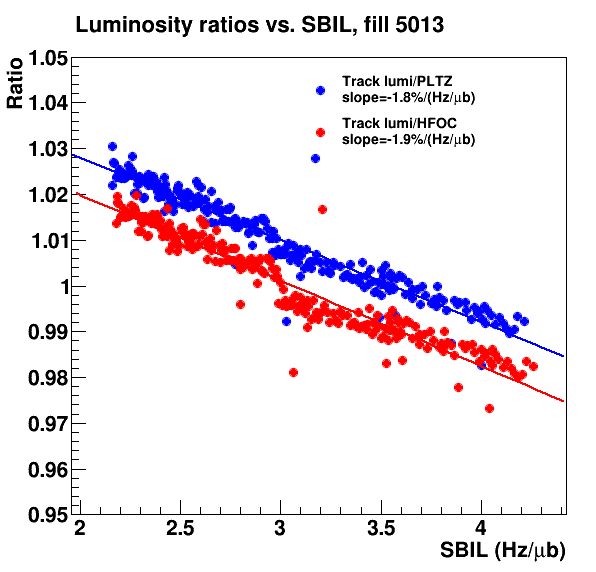 Luminosity ratios vs. SBIL, fill 5013
Ratio
1.05
1.04
1.03
1.02
1.01
1
0.99
0.98
0.97
0.96
0.95
Track lumi/PLTZ
slope=-1.8%/(Hz/μb)
Track lumi/HFOC
slope=-1.9%/(Hz/μb)
2
2.5
3
3.5
4
SBIL (Hz/μb)